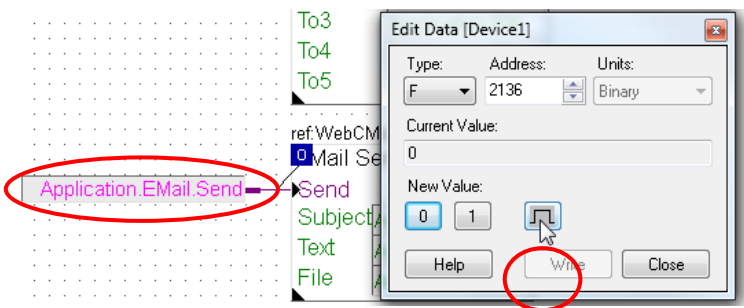 To3
To4
To5
ref:WebCM
0
Mail Se
Application.EMail.Send
Send
Subject
Text
File
Edit Data [Device1]
Type: Address: Units:
F 2136 Binary
Current Value:
0
New Value:
0 1
Help Write Close